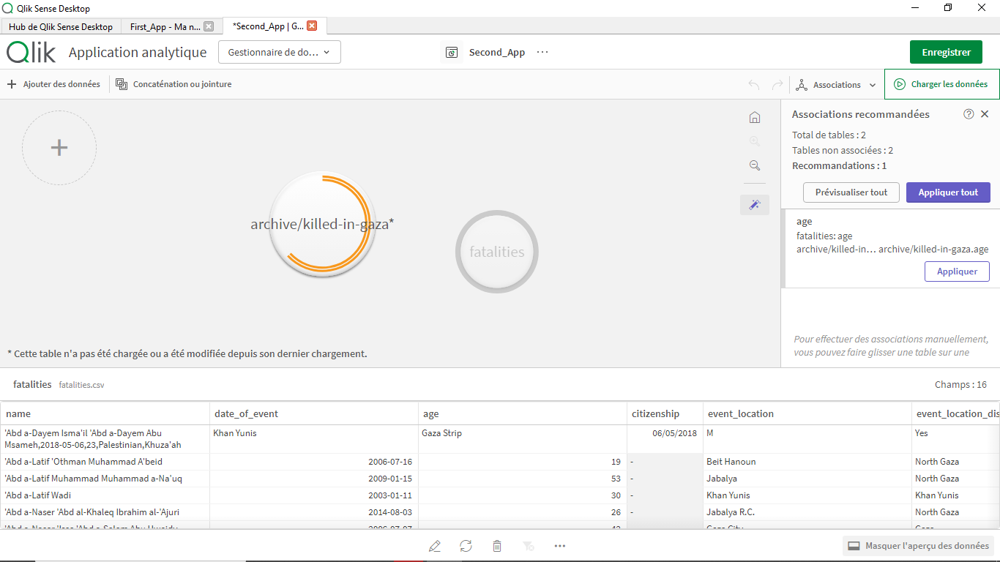 Qlik Sense Desktop
Hub de Qlik Sense Desktop
First_App - Ma n...
*Second_App | G...
Qlik
Application analytique
Gestionnaire de do...
Second_App
Enregistrer
Ajouter des données
Concaténation ou jointure
Associations
Charger les données
archive/killed-in-gaza*
fatalities
* Cette table n'a pas été chargée ou a été modifiée depuis son dernier chargement.
Associations recommandées
Total de tables : 2
Tables non associées : 2
Recommandations : 1
Prévisualiser tout
Appliquer tout
age
fatalities: age
archive/killed-in... archive/killed-in-gaza.age
Appliquer
Pour effectuer des associations manuellement,
vous pouvez faire glisser une table sur une
fatalities fatalities.csv Champs : 16
name date_of_event age citizenship event_location event_location_dis
'Abd a-Dayem Isma'il 'Abd a-Dayem Abu Khan Yunis Gaza Strip 06/05/2018 M Yes
Msameh,2018-05-06,23,Palestinian,Khuza'ah
'Abd a-Latif 'Othman Muhammad A'beid 2006-07-16 19 - Beit Hanoun North Gaza
'Abd a-Latif Muhammad Muhammad a-Na'uq 2009-01-15 53 - Jabalya North Gaza
'Abd a-Latif Wadi 2003-01-11 30 - Khan Yunis Khan Yunis
'Abd a-Naser 'Abd al-Khaleq Ibrahim al-'Ajuri 2014-08-03 26 - Jabalya R.C. North Gaza
Masquer l'aperçu des données